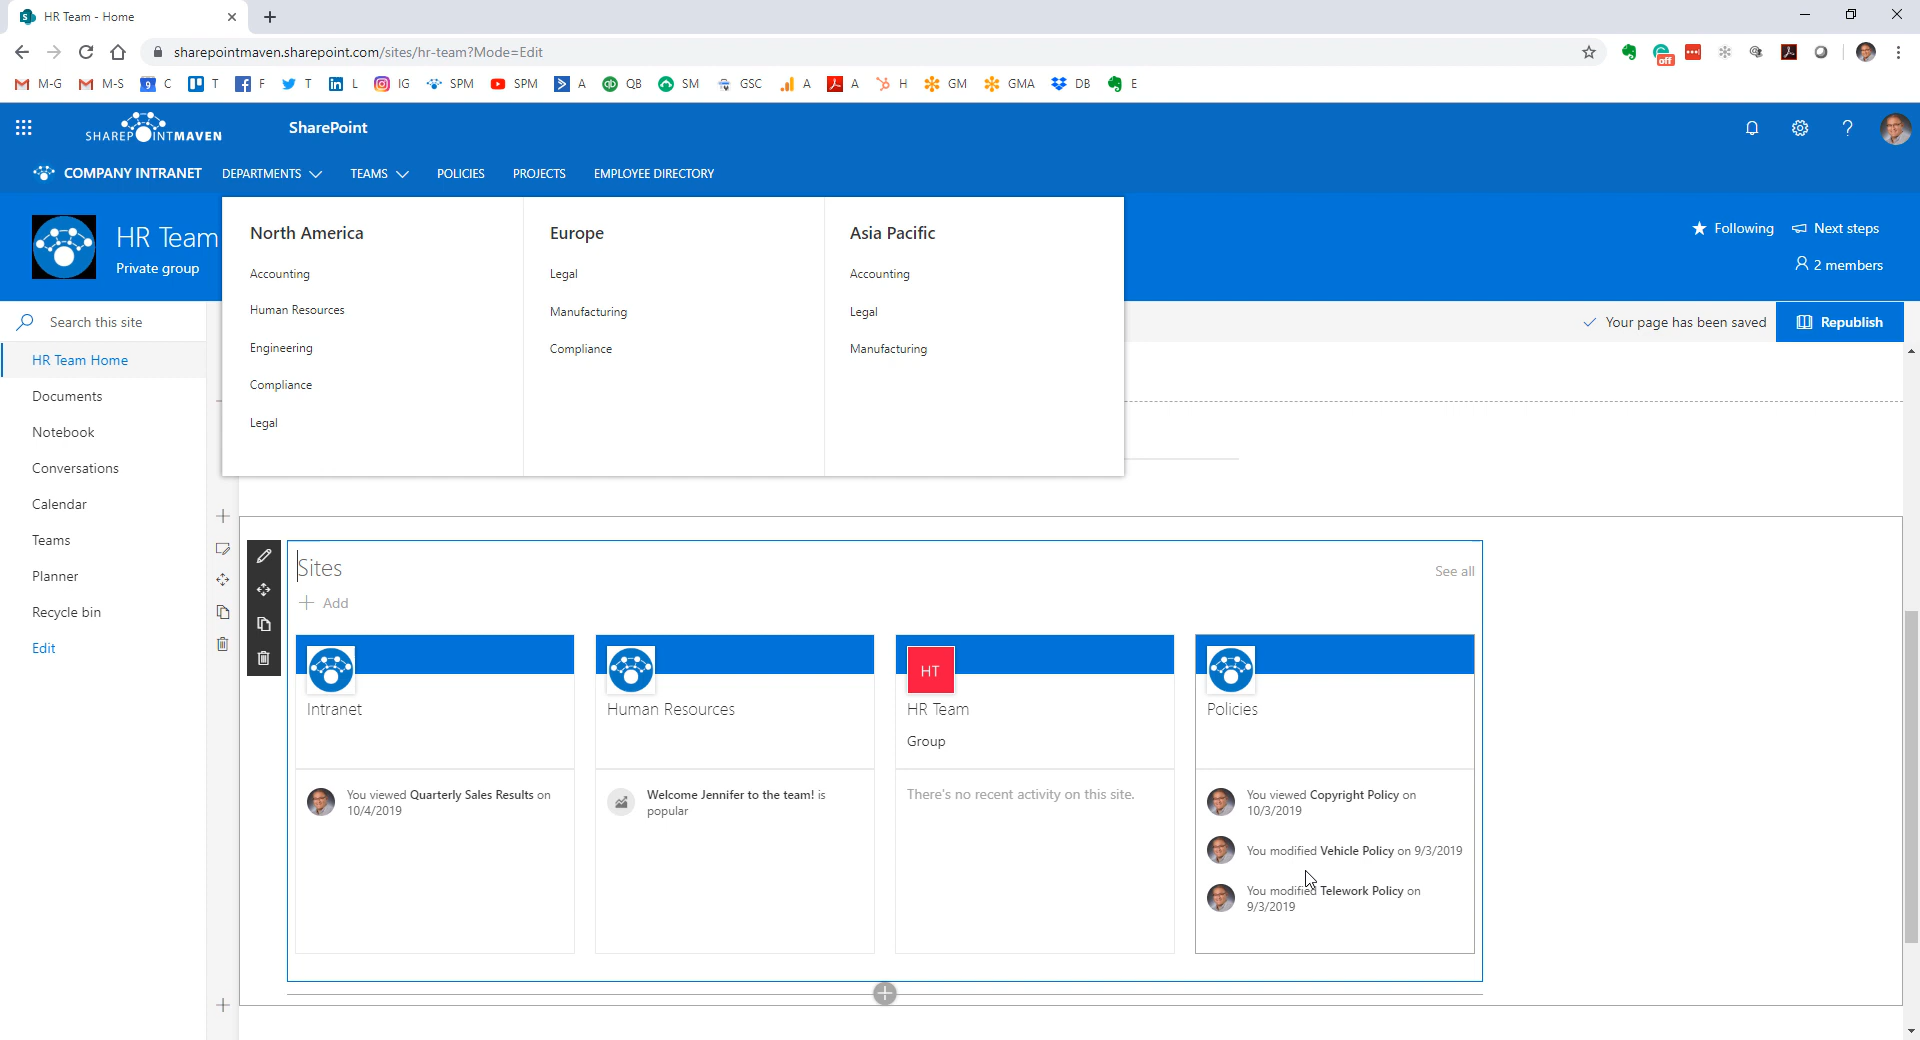 HR Team - Home
sharepointmaven.sharepoint.com/sites/hr-team?Mode=Edit
off
M-G
M-S
9
C
T
F
T
L
IG
SPM
SPM
A
QB
SM
GSC
A
A
H
GM
GMA
DB
E
SHAREPOINTMAVEN
SharePoint
?
COMPANY INTRANET
DEPARTMENTS
TEAMS
POLICIES
PROJECTS
EMPLOYEE DIRECTORY
HR Team
Private group
Following
Next steps
2 members
North America
Accounting
Human Resources
Engineering
Compliance
Legal
Europe
Legal
Manufacturing
Compliance
Asia Pacific
Accounting
Legal
Manufacturing
Search this site
Your page has been saved
Republish
HR Team Home
Documents
Notebook
Conversations
Calendar
Teams
Planner
Recycle bin
Edit
Sites
See all
Add
Intranet
You viewed Quarterly Sales Results on
10/4/2019
Human Resources
Welcome Jennifer to the team! is
popular
HT
HR Team
Group
There's no recent activity on this site.
Policies
You viewed Copyright Policy on
10/3/2019
You modified Vehicle Policy on 9/3/2019
You modified Telework Policy on
9/3/2019